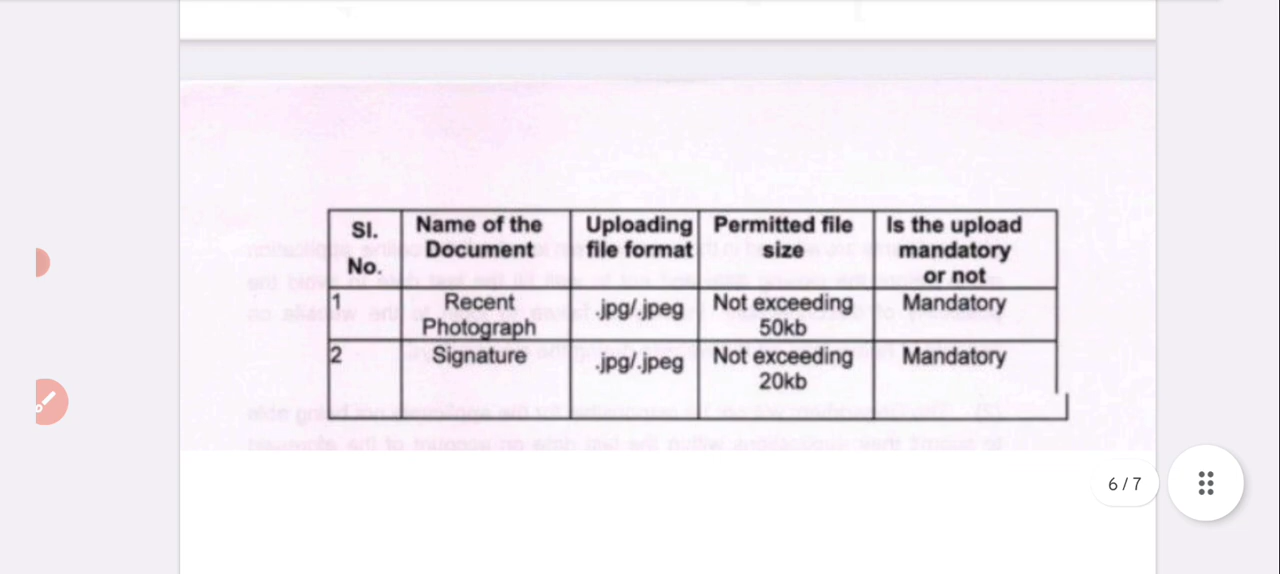 Sl. No. Name of the Document Uploading file format Permitted file size Is the upload mandatory or not
1 Recent Photograph .jpg/.jpeg Not exceeding 50kb Mandatory
2 Signature .jpg/.jpeg Not exceeding 20kb Mandatory
6 / 7